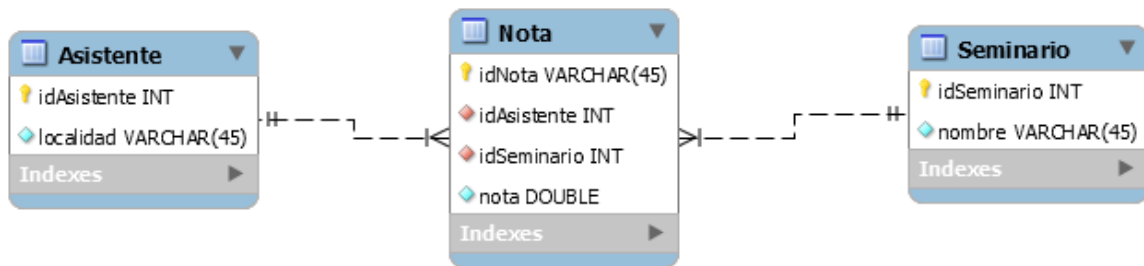 Asistente
idAsistente INT
localidad VARCHAR(45)
Indexes
Nota
idNota VARCHAR(45)
idAsistente INT
idSeminario INT
nota DOUBLE
Indexes
Seminario
idSeminario INT
nombre VARCHAR(45)
Indexes